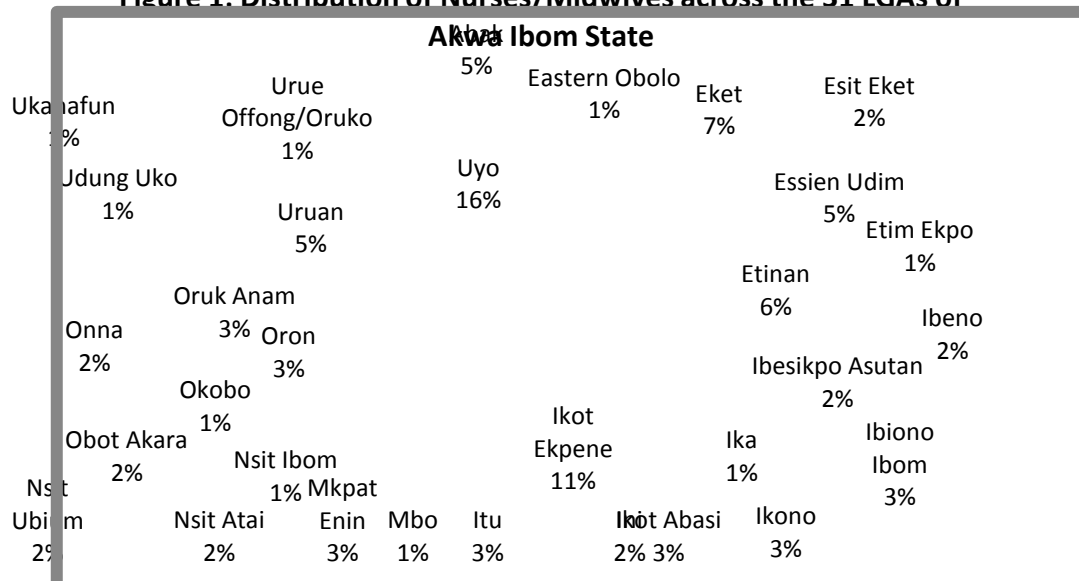 Figure 1: Distribution of Nurses/Midwives across the 31 LGAs of
Akwa Ibom State
Abak
5%
Eastern Obolo
1%
Eket
7%
Esit Eket
2%
Essien Udim
5%
Etim Ekpo
1%
Etinan
6%
Ibeno
2%
Ibesikpo Asutan
2%
Ibiono
Ibom
3%
Ika
1%
Ikono
3%
Ikot Abasi
3%
Ikot
Ekpene
11%
Ini
2%
Itu
3%
Mbo
1%
Mkpat
Enin
3%
Nsit Atai
2%
Nsit Ibom
1%
Nsit
Ubium
2%
Obot Akara
2%
Okobo
1%
Onna
2%
Oron
3%
Oruk Anam
3%
Udung Uko
1%
Ukanafun
1%
Uruan
5%
Urue
Offong/Oruko
1%
Uyo
16%